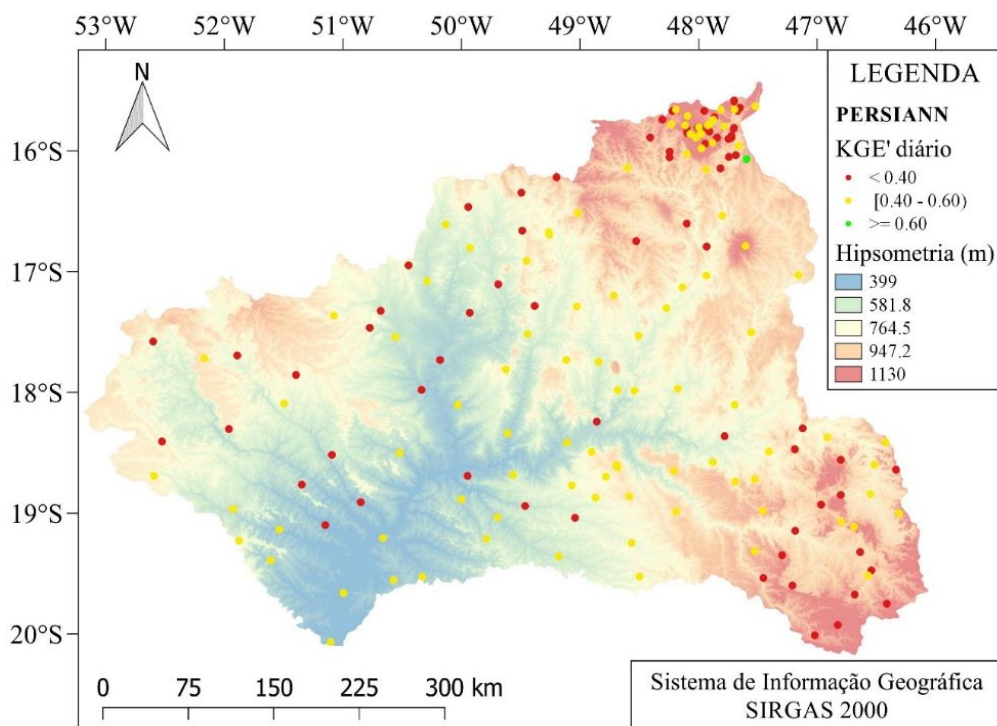 53°W 52°W 51°W 50°W 49°W 48°W 47°W 46°W
N
LEGENDA
PERSIANN
KGE' diário
< 0.40
[0.40 - 0.60)
>= 0.60
Hipsometria (m)
399
581.8
764.5
947.2
1130
16°S
17°S
18°S
19°S
20°S
0 75 150 225 300 km
Sistema de Informação Geográfica
SIRGAS 2000